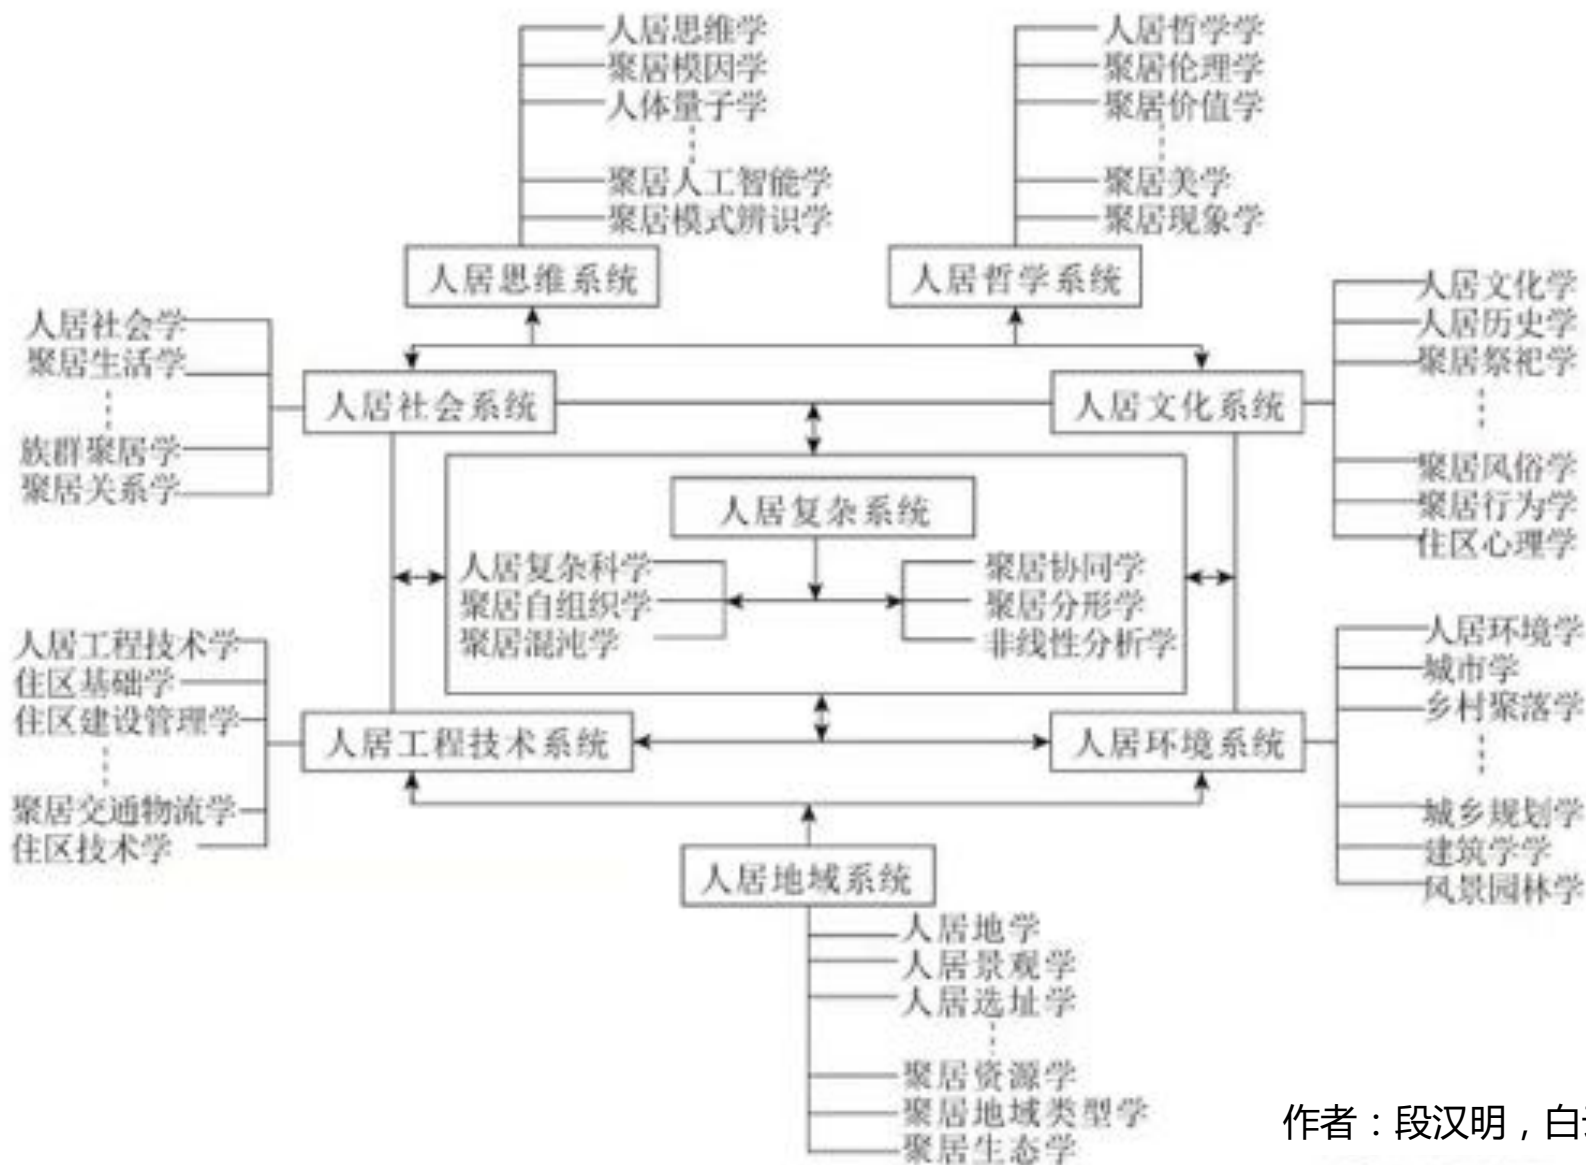 人居思维学
聚居模因学
人体量子学
聚居人工智能学
聚居模式辨识学
人居思维系统
人居哲学学
聚居伦理学
聚居价值学
聚居美学
聚居现象学
人居哲学系统
人居社会学
聚居生活学
族群聚居学
聚居关系学
人居社会系统
人居文化系统
人居文化学
人居历史学
聚居祭祀学
聚居风俗学
聚居行为学
住区心理学
人居复杂系统
人居复杂科学
聚居自组织学
聚居混沌学
聚居协同学
聚居分形学
非线性分析学
人居工程技术学
住区基础学
住区建设管理学
聚居交通物流学
住区技术学
人居工程技术系统
人居环境系统
人居环境学
城市学
乡村聚落学
城乡规划学
建筑学学
风景园林学
人居地域系统
人居地学
人居景观学
人居选址学
聚居资源学
聚居地域类型学
聚居生态学
作者：段汉明，白